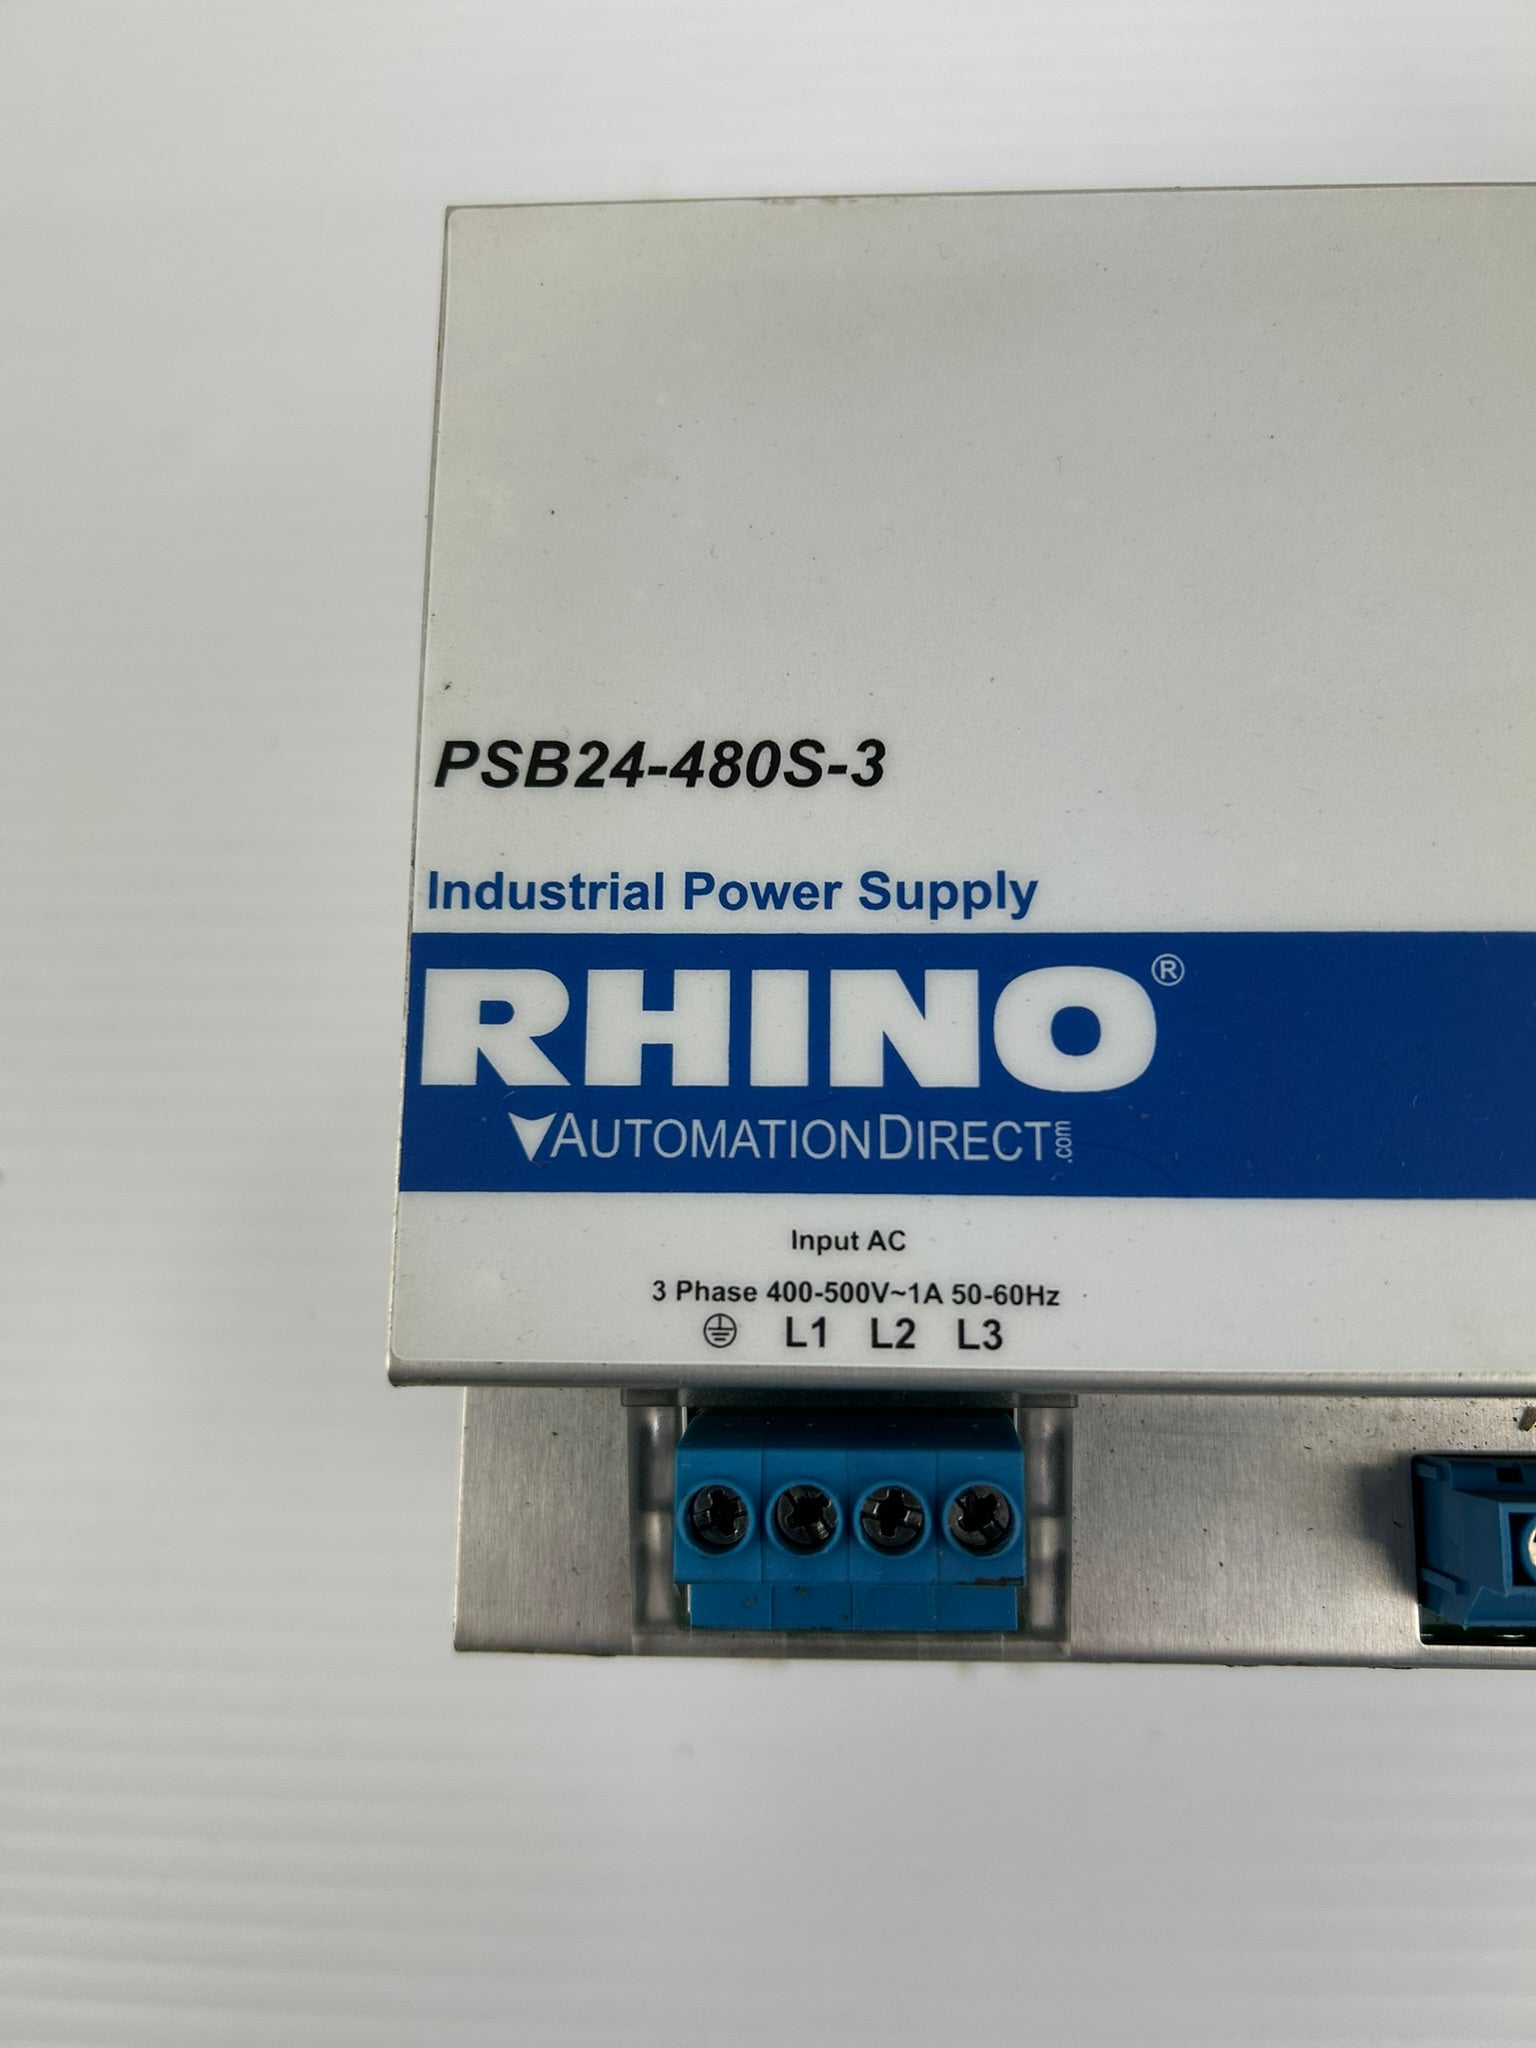 PSB24-480S-3
Industrial Power Supply
RHINO®
AUTOMATIONDIRECT.com
Input AC
3 Phase 400-500V~1A 50-60Hz
L1 L2 L3